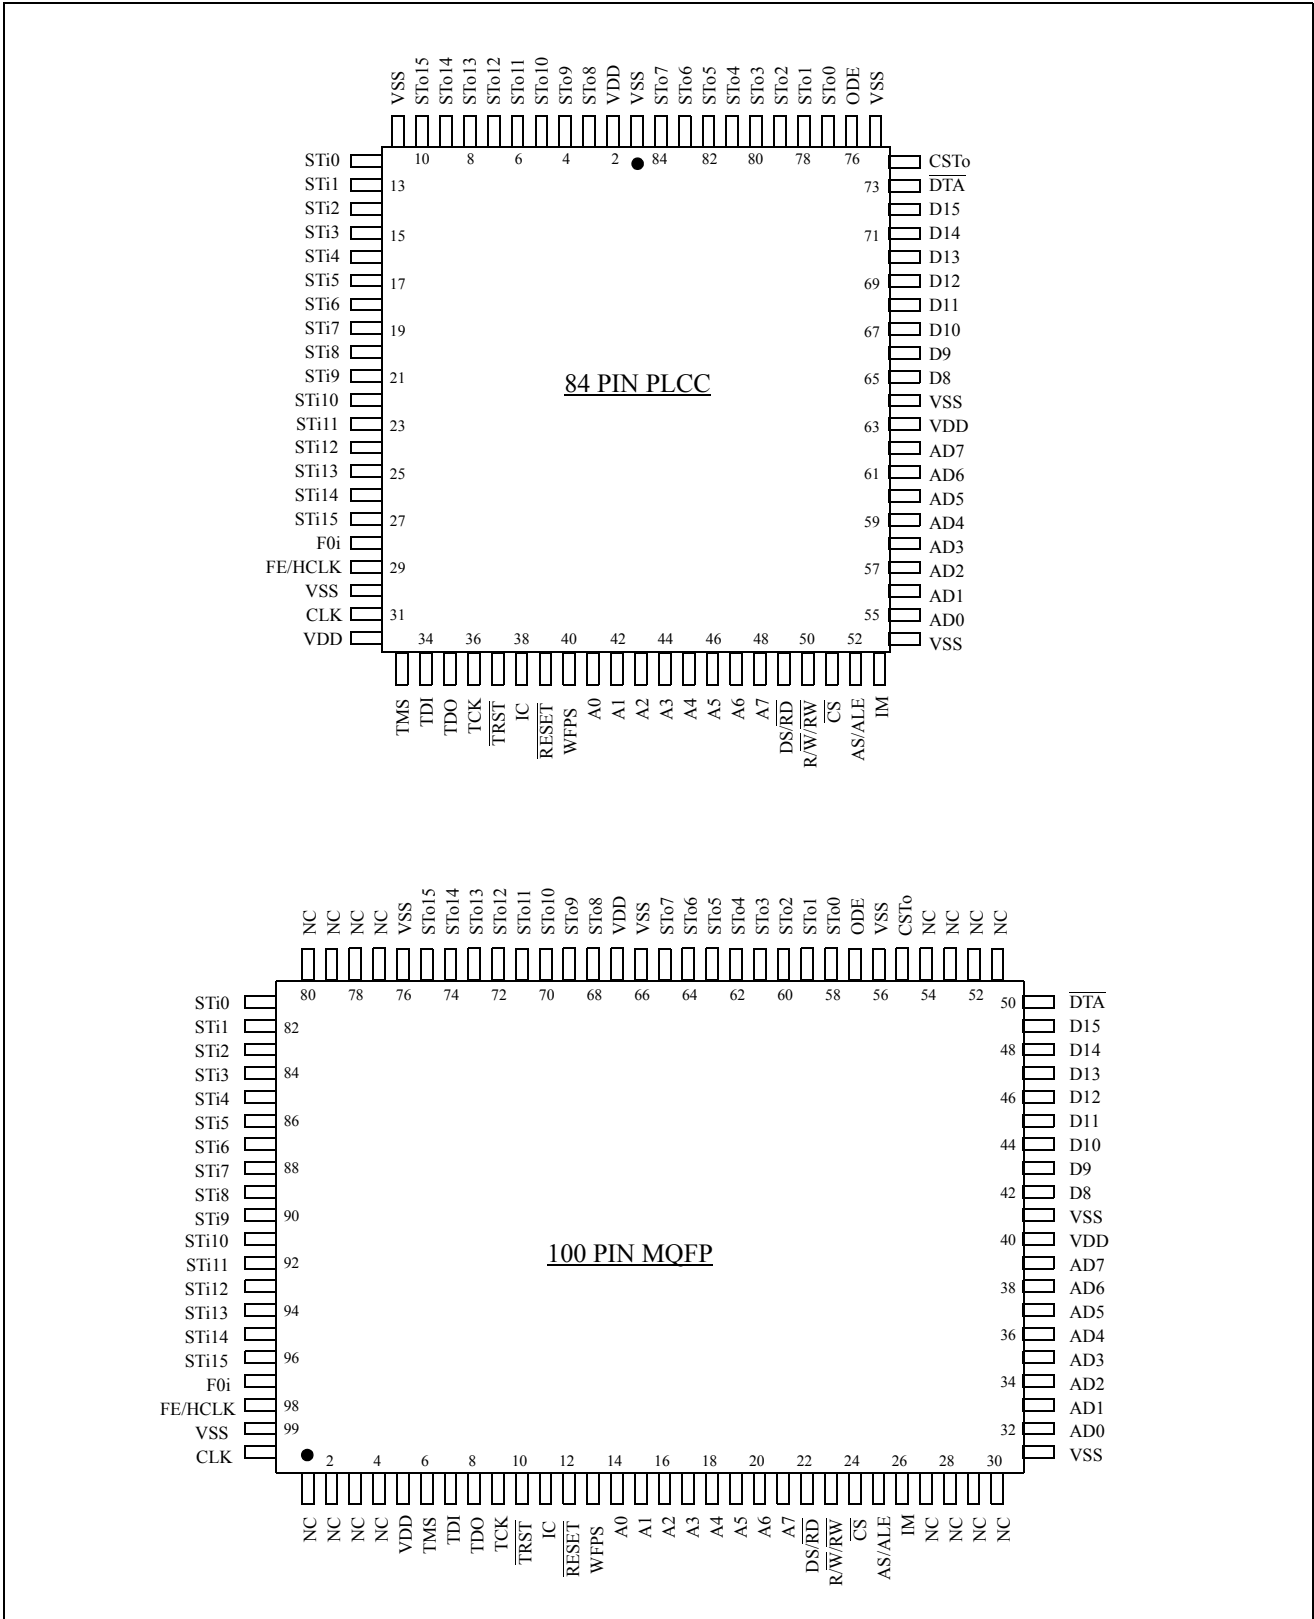 VSS
STo15
STo14
STo13
STo12
STo11
STo10
STo9
STo8
VDD
VSS
STo7
STo6
STo5
STo4
STo3
STo2
STo1
STo0
ODE
VSS
10 8 6 4 2 84 82 80 78 76
STi0 CSTo
STi1 13 73 DTA
STi2 D15
STi3 15 71 D14
STi4 D13
STi5 17 69 D12
STi6 D11
STi7 19 67 D10
STi8 D9
STi9 21 84 PIN PLCC 65 D8
STi10 VSS
STi11 23 63 VDD
STi12 AD7
STi13 25 61 AD6
STi14 AD5
STi15 27 59 AD4
F0i AD3
FE/HCLK 29 57 AD2
VSS AD1
CLK 31 55 AD0
VDD VSS
34 36 38 40 42 44 46 48 50 52
TMS
TDI
TDO
TCK
TRST
IC
RESET
WFPS
A0
A1
A2
A3
A4
A5
A6
A7
DS/RD
R/W/RW
CS
AS/ALE
IM
NC
NC
NC
NC
VSS
STo15
STo14
STo13
STo12
STo11
STo10
STo9
STo8
VDD
VSS
STo7
STo6
STo5
STo4
STo3
STo2
STo1
STo0
ODE
VSS
CSTo
NC
NC
NC
NC
80 78 76 74 72 70 68 66 64 62 60 58 56 54 52
STi0 50 DTA
STi1 82 D15
STi2 48 D14
STi3 84 D13
STi4 46 D12
STi5 86 D11
STi6 44 D10
STi7 88 D9
STi8 42 D8
STi9 90 VSS
STi10 40 VDD
100 PIN MQFP
STi11 92 AD7
STi12 38 AD6
STi13 94 AD5
STi14 36 AD4
STi15 96 AD3
F0i 34 AD2
FE/HCLK 98 AD1
VSS 99 32 AD0
CLK VSS
2 4 6 8 10 12 14 16 18 20 22 24 26 28 30
NC
NC
NC
NC
VDD
TMS
TDI
TDO
TCK
TRST
IC
RESET
WFPS
A0
A1
A2
A3
A4
A5
A6
A7
DS/RD
R/W/RW
CS
AS/ALE
IM
NC
NC
NC
NC